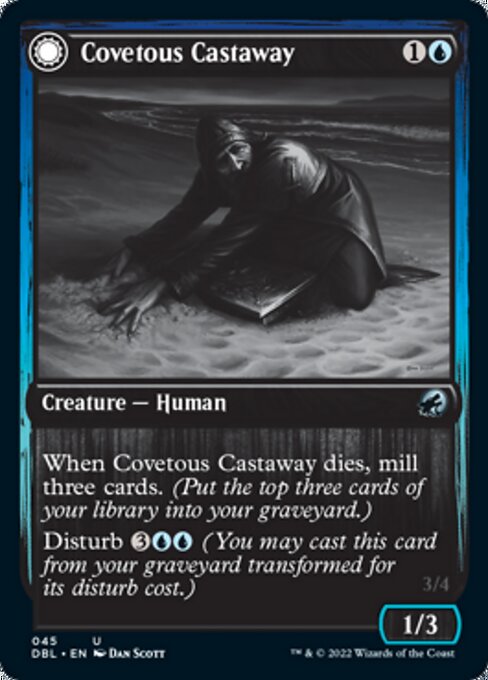 Covetous Castaway 1
Creature — Human
When Covetous Castaway dies, mill
three cards. (Put the top three cards of
your library into your graveyard.)
Disturb 3 (You may cast this card
from your graveyard transformed for
its disturb cost.)
3/4
1/3
045 U
DBL • EN Dan Scott
™ & © 2022 Wizards of the Coast